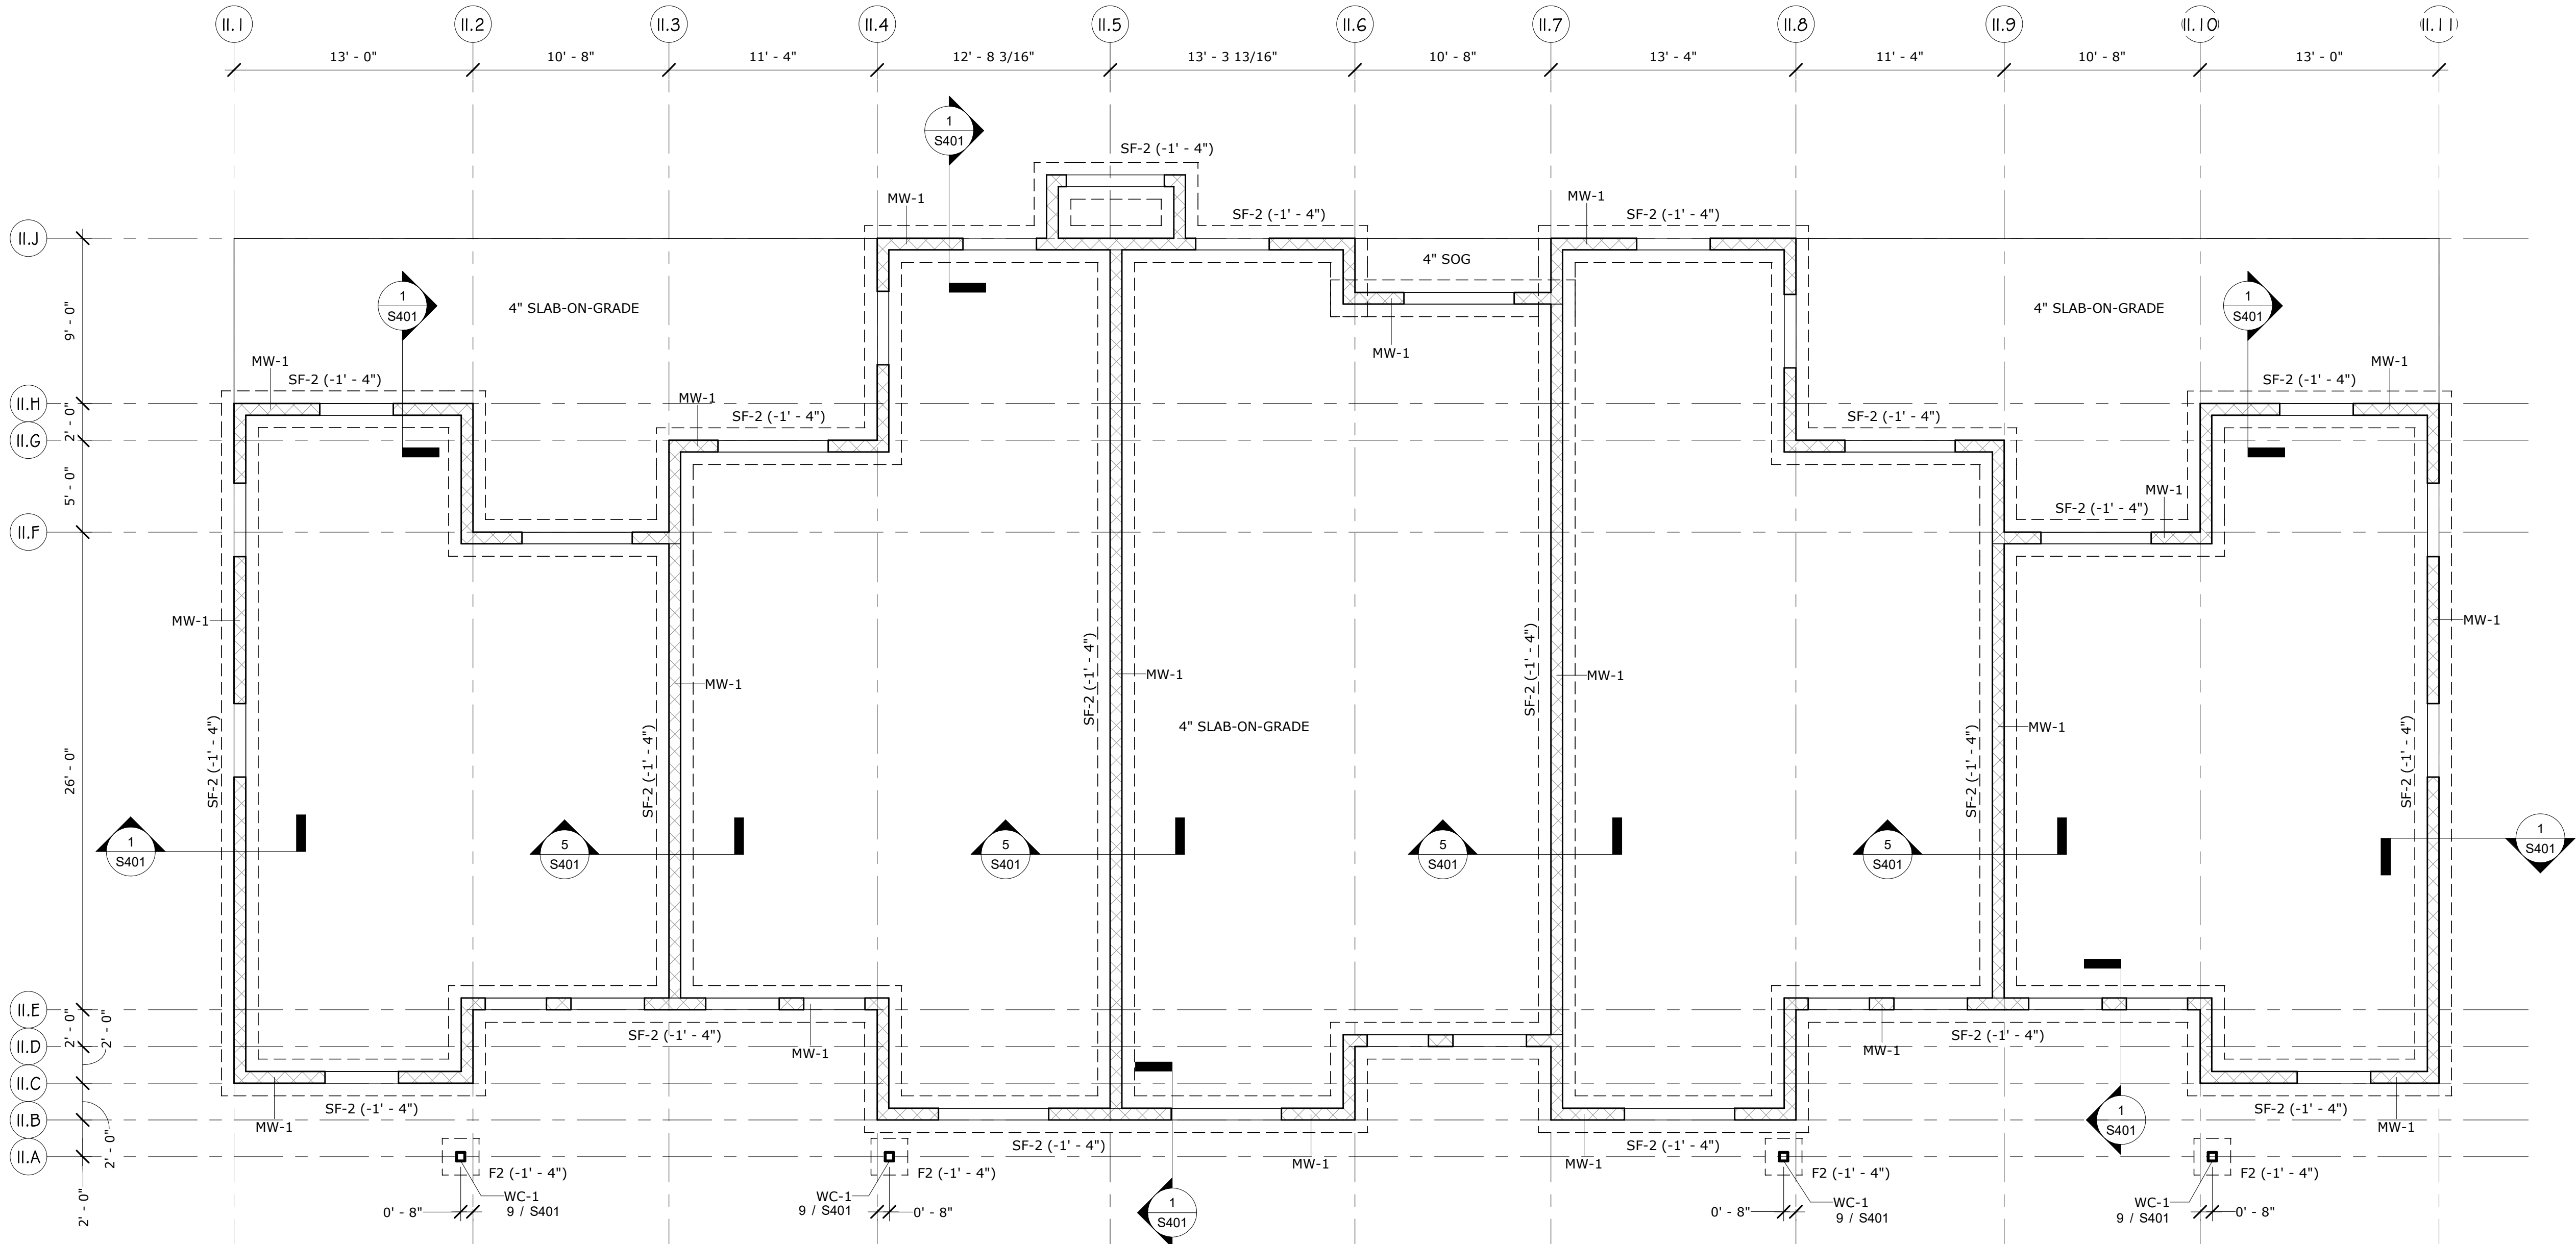 II.1 II.2 II.3 II.4 II.5 II.6 II.7 II.8 II.9 II.10 II.11
13' - 0" 10' - 8" 11' - 4" 12' - 8 3/16" 13' - 3 13/16" 10' - 8" 13' - 4" 11' - 4" 10' - 8" 13' - 0"
1
S401
SF-2 (-1' - 4")
MW-1
MW-1
SF-2 (-1' - 4")
SF-2 (-1' - 4")
II.J
4" SOG
1
S401
1
S401
9' - 0"
4" SLAB-ON-GRADE
4" SLAB-ON-GRADE
MW-1
MW-1
MW-1
SF-2 (-1' - 4")
SF-2 (-1' - 4")
II.H
MW-1
SF-2 (-1' - 4")
SF-2 (-1' - 4")
2' - 0"
II.G
5' - 0"
MW-1
SF-2 (-1' - 4")
II.F
MW-1
MW-1
MW-1
MW-1
MW-1
MW-1
SF-2 (-1' - 4")
SF-2 (-1' - 4")
4" SLAB-ON-GRADE
MW-1
SF-2 (-1' - 4")
SF-2 (-1' - 4")
SF-2 (-1' - 4")
SF-2 (-1' - 4")
26' - 0"
1
S401
5
S401
5
S401
5
S401
5
S401
1
S401
II.E
2' - 0"
2' - 0"
SF-2 (-1' - 4")
SF-2 (-1' - 4")
II.D
MW-1
MW-1
II.C
SF-2 (-1' - 4")
SF-2 (-1' - 4")
II.B
MW-1
1
S401
MW-1
2' - 0"
SF-2 (-1' - 4")
SF-2 (-1' - 4")
II.A
MW-1
MW-1
F2 (-1' - 4")
F2 (-1' - 4")
F2 (-1' - 4")
F2 (-1' - 4")
2' - 0"
WC-1
9 / S401
WC-1
9 / S401
WC-1
9 / S401
WC-1
9 / S401
0' - 8"
0' - 8"
0' - 8"
0' - 8"
1
S401